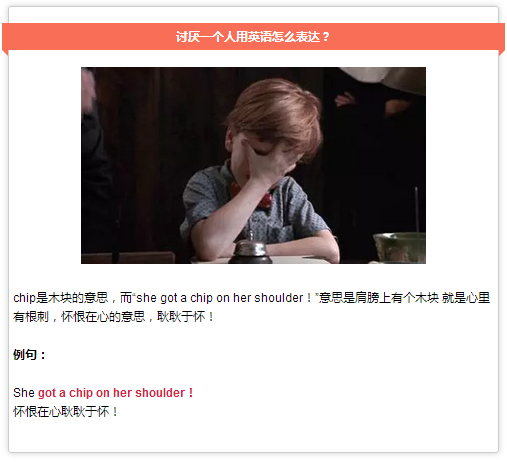 讨厌一个人用英语怎么表达？
chip是木块的意思，而“she got a chip on her shoulder！”意思是肩膀上有个木块 就是心里
有根刺，怀恨在心的意思，耿耿于怀！
例句：
She got a chip on her shoulder！
怀恨在心耿耿于怀！